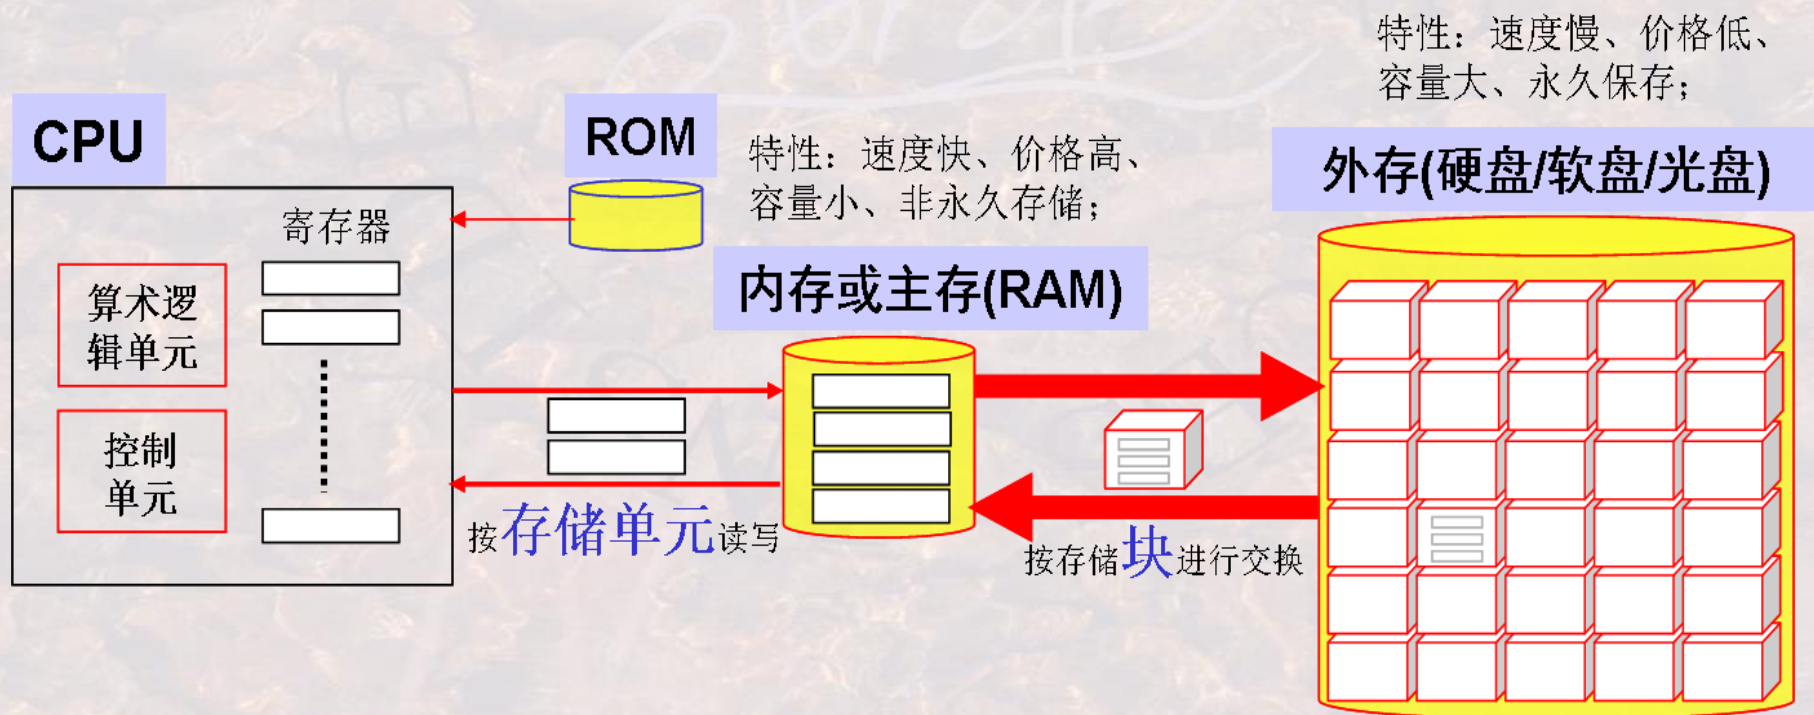 特性：速度慢、价格低、
容量大、永久保存；
CPU
ROM
特性：速度快、价格高、
容量小、非永久存储；
外存(硬盘/软盘/光盘)
寄存器
内存或主存(RAM)
算术逻
辑单元
控制
单元
按存储单元读写
按存储块进行交换